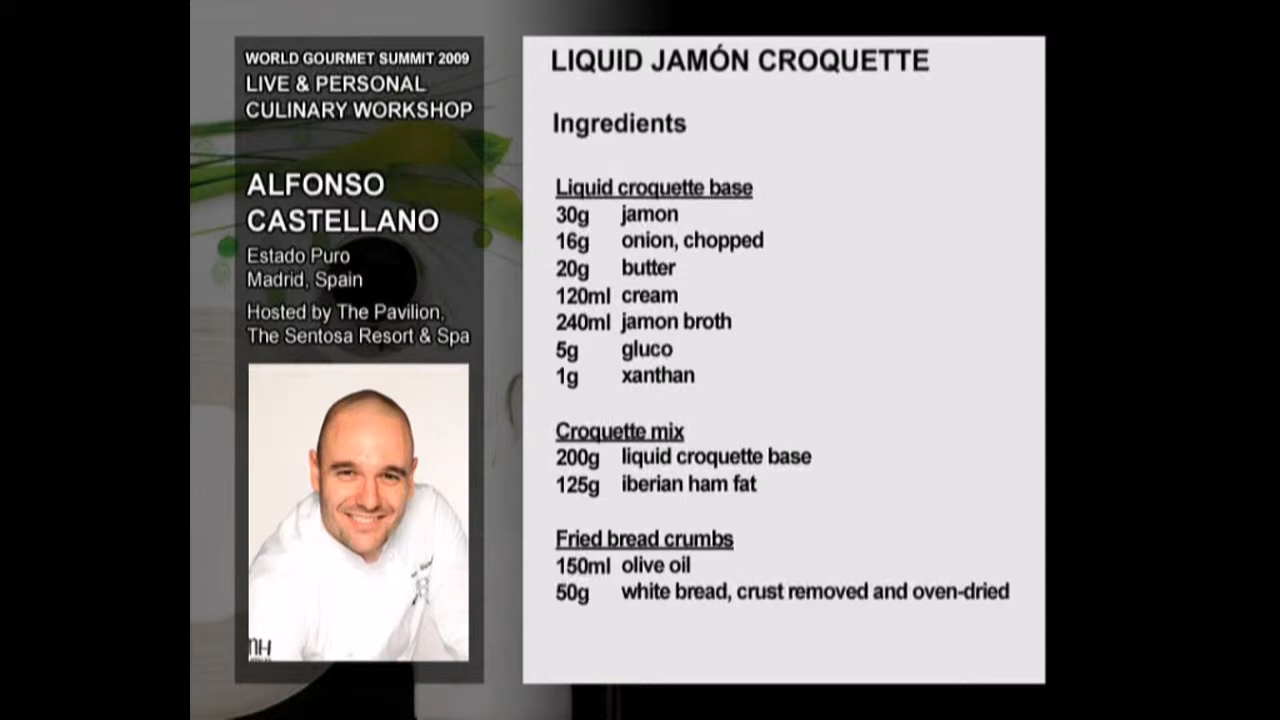 WORLD GOURMET SUMMIT 2009
LIVE & PERSONAL
CULINARY WORKSHOP
ALFONSO
CASTELLANO
Estado Puro
Madrid, Spain
Hosted by The Pavilion,
The Sentosa Resort & Spa
LIQUID JAMÓN CROQUETTE
Ingredients
Liquid croquette base
30g jamon
16g onion, chopped
20g butter
120ml cream
240ml jamon broth
5g gluco
1g xanthan
Croquette mix
200g liquid croquette base
125g iberian ham fat
Fried bread crumbs
150ml olive oil
50g white bread, crust removed and oven-dried